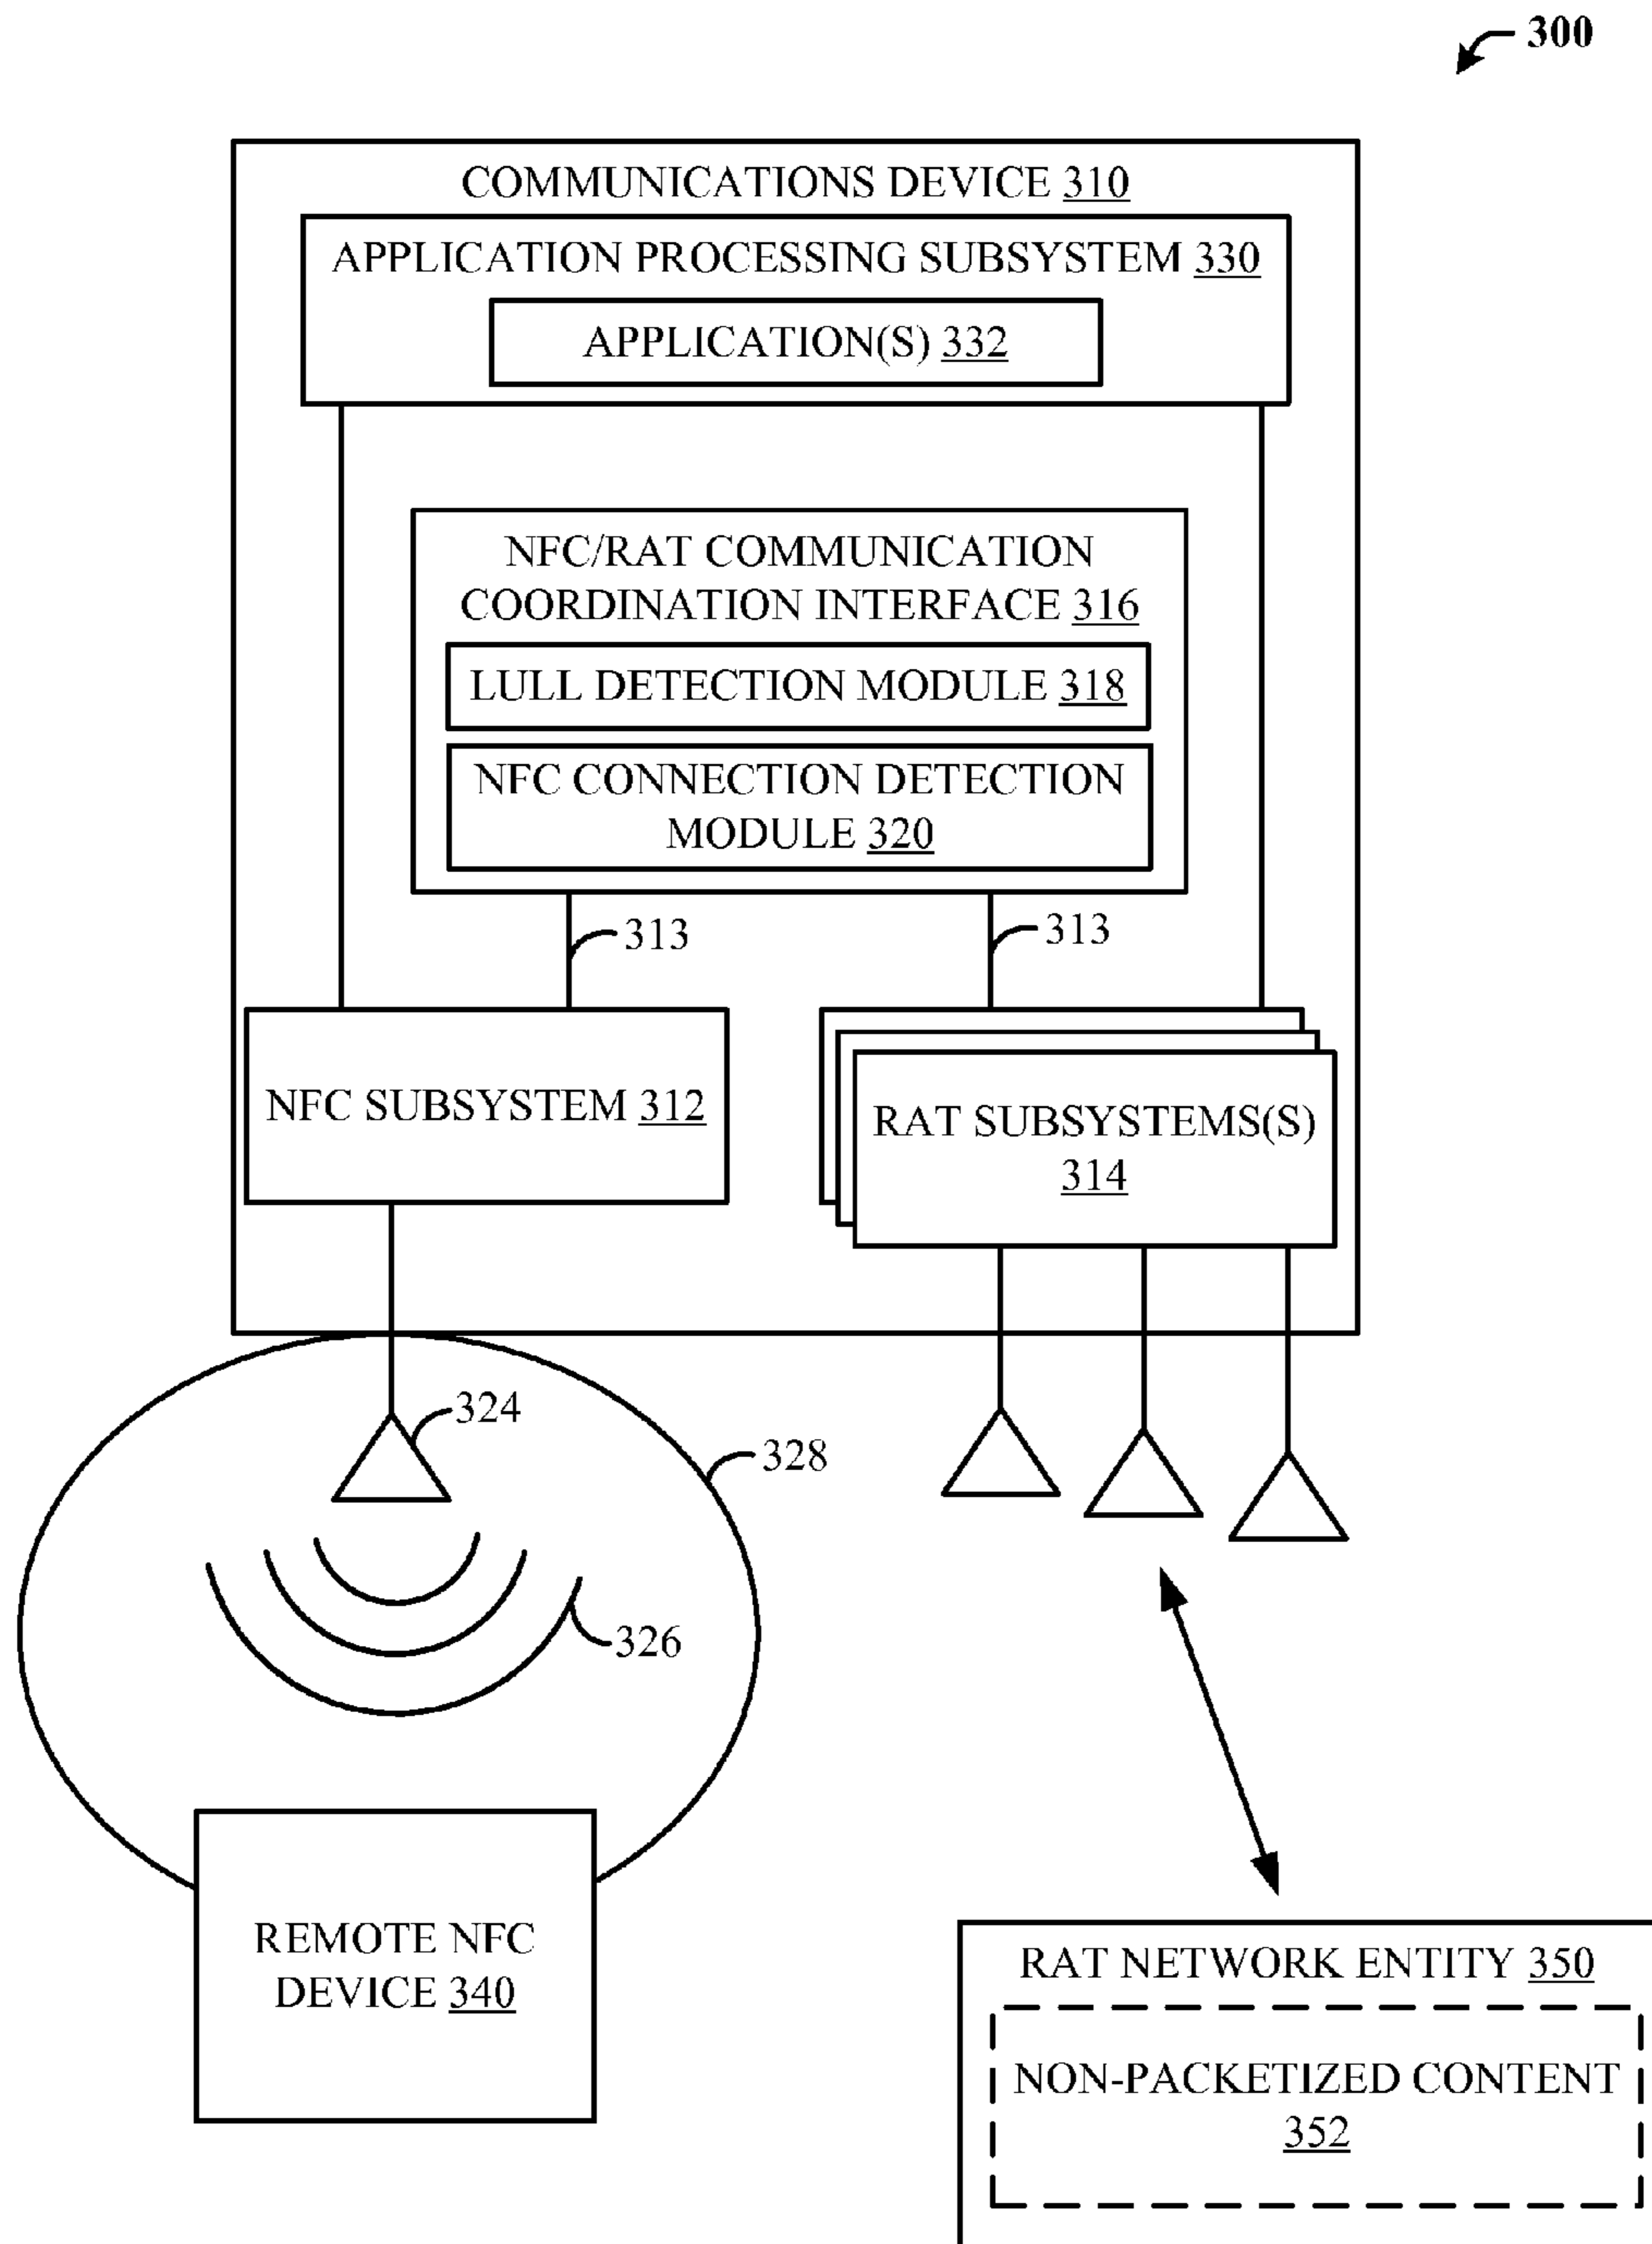 300
COMMUNICATIONS DEVICE 310
APPLICATION PROCESSING SUBSYSTEM 330
APPLICATION(S) 332
NFC/RAT COMMUNICATION
COORDINATION INTERFACE 316
LULL DETECTION MODULE 318
NFC CONNECTION DETECTION
MODULE 320
313
313
NFC SUBSYSTEM 312
RAT SUBSYSTEMS(S)
314
324
328
326
REMOTE NFC
DEVICE 340
RAT NETWORK ENTITY 350
NON-PACKETIZED CONTENT
352